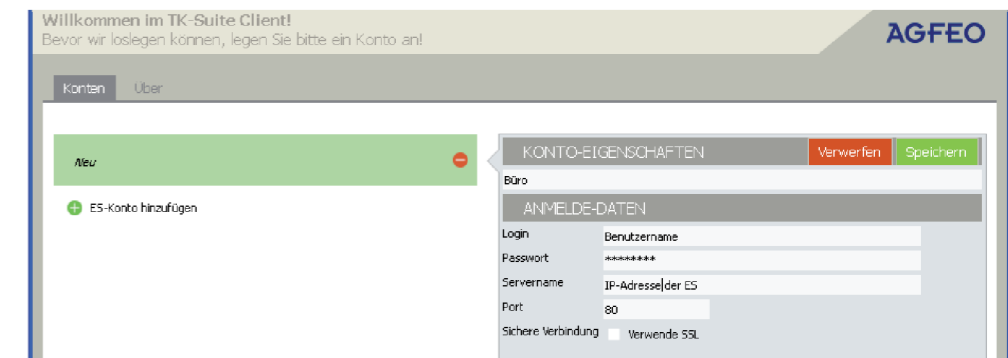 Willkommen im TK-Suite Client!
Bevor wir loslegen können, legen Sie bitte ein Konto an!
AGFEO
Konten Über
Neu
ES-Konto hinzufügen
KONTO-EIGENSCHAFTEN Verwerfen Speichern
Büro
ANMELDE-DATEN
Login Benutzername
Passwort ********
Servername IP-Adresse der ES
Port 80
Sichere Verbindung Verwende SSL